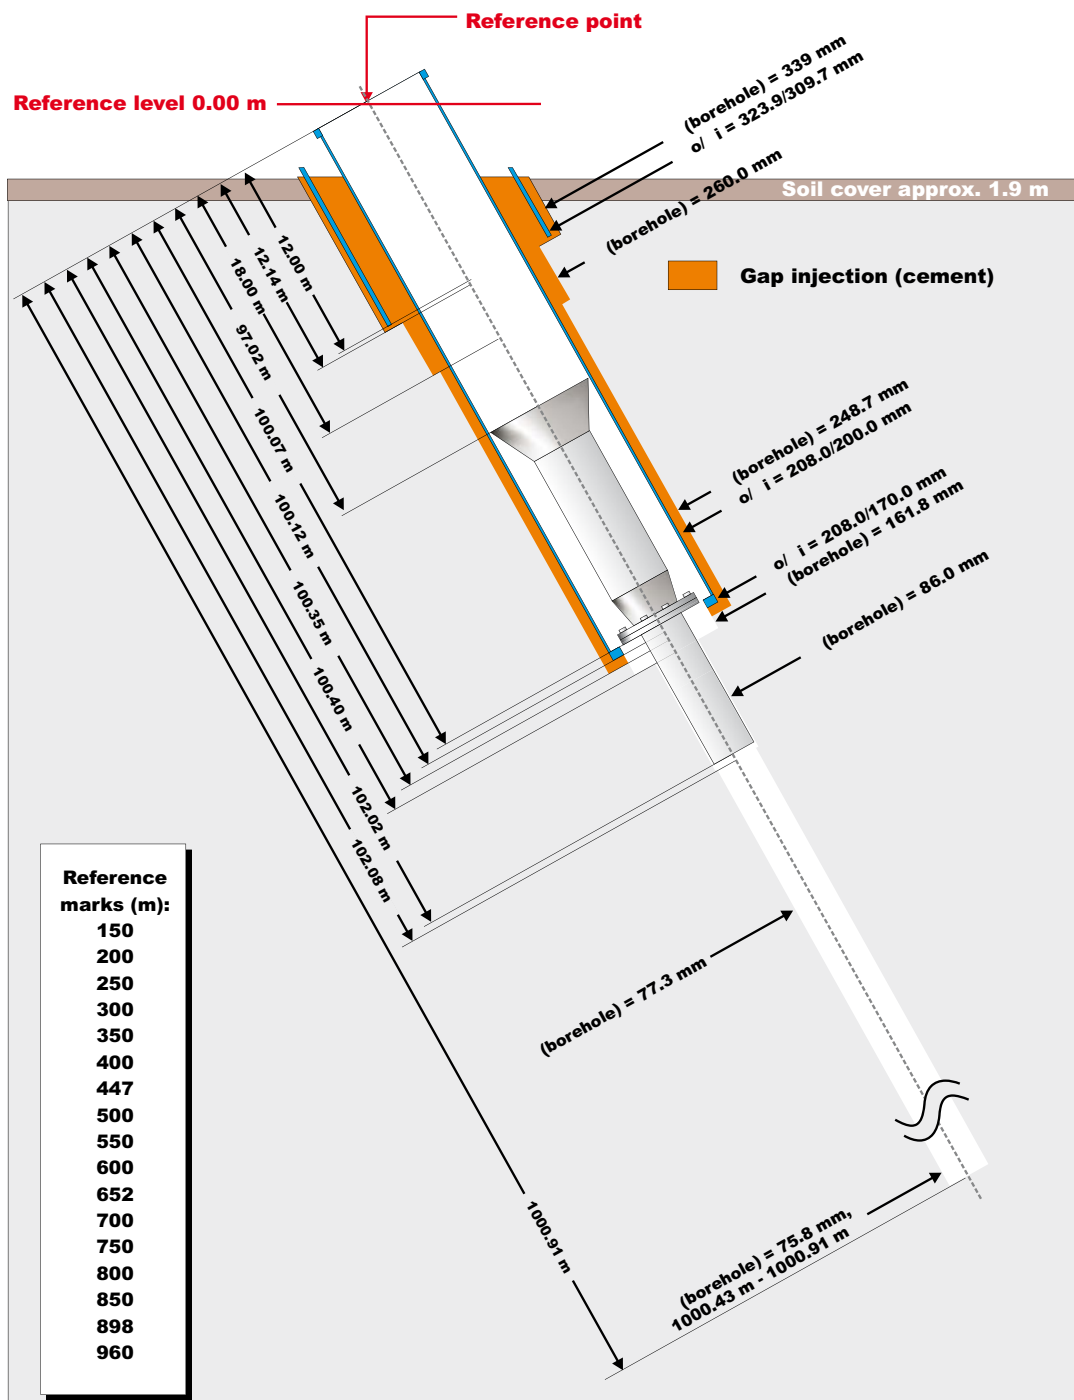 Reference point
Reference level 0.00 m
(borehole) = 339 mm
o/ i = 323.9/309.7 mm
(borehole) = 260.0 mm
Soil cover approx. 1.9 m
Gap injection (cement)
12.00 m
12.14 m
18.00 m
97.02 m
100.07 m
100.12 m
100.35 m
100.40 m
102.02 m
102.08 m
1000.91 m
(borehole) = 248.7 mm
o/ i = 208.0/200.0 mm
o/ i = 208.0/170.0 mm
(borehole) = 161.8 mm
(borehole) = 86.0 mm
(borehole) = 77.3 mm
(borehole) = 75.8 mm,
1000.43 m - 1000.91 m
Reference
marks (m):
150
200
250
300
350
400
447
500
550
600
652
700
750
800
850
898
960